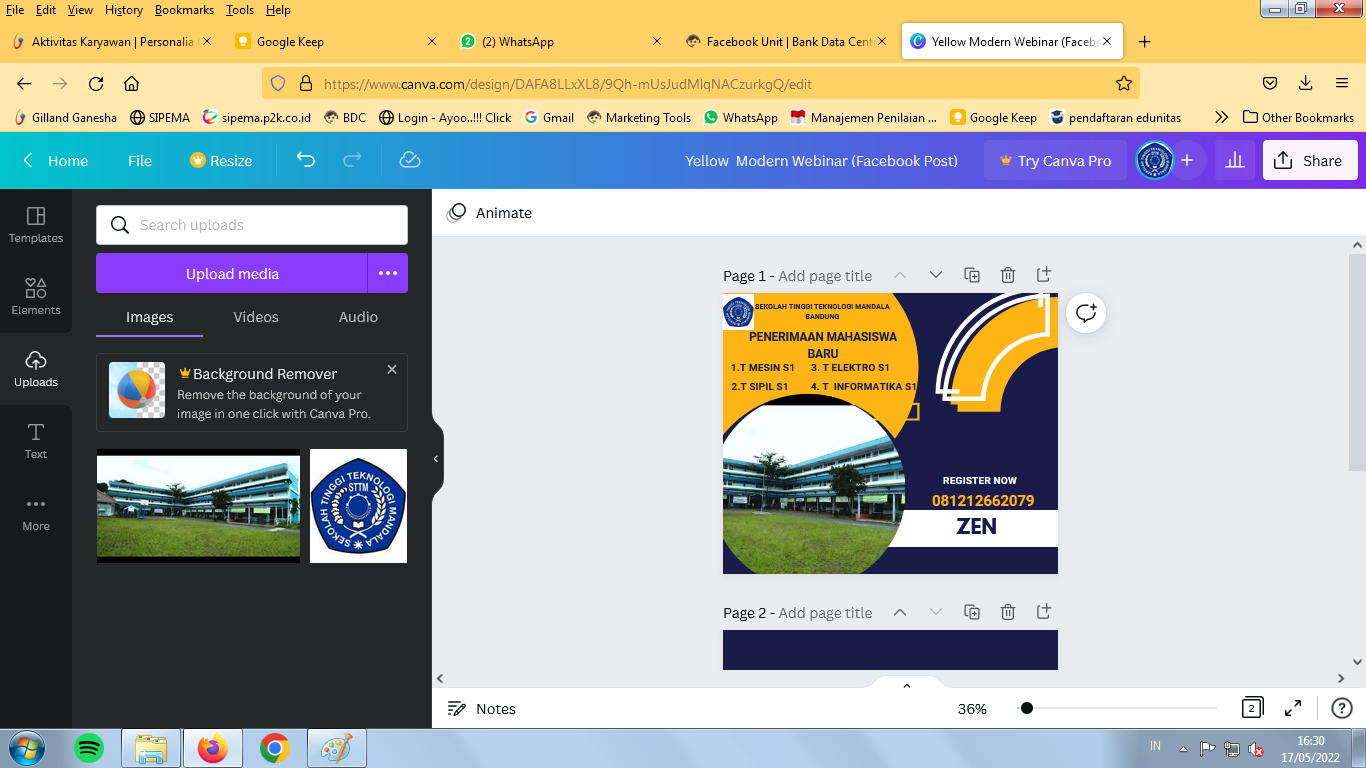 File Edit View History Bookmarks Tools Help
Aktivitas Karyawan | Personalia
Google Keep
(2) WhatsApp
Facebook Unit | Bank Data Cent
Yellow Modern Webinar (Faceb
https://www.canva.com/design/DAFA8LLxXL8/9Qh-mUsJudMlqNACzurkgQ/edit
Gilland Ganesha SIPEMA sipema.p2k.co.id BDC Login - Ayoo..!!! Click Gmail Marketing Tools WhatsApp Manajemen Penilaian ... Google Keep pendaftaran edunitas Other Bookmarks
Home File Resize Yellow Modern Webinar (Facebook Post) Try Canva Pro Share
Templates
Elements
Uploads
Text
More
Search uploads
Upload media
Images Videos Audio
Background Remover
Remove the background of your
image in one click with Canva Pro.
SEKOLAH TINGGI TEKNOLOGI MANDALA
STTM
Animate
Page 1 - Add page title
SEKOLAH TINGGI TEKNOLOGI MANDALA
BANDUNG
PENERIMAAN MAHASISWA
BARU
1.T MESIN S1 3. T ELEKTRO S1
2.T SIPIL S1 4. T INFORMATIKA S1
REGISTER NOW
081212662079
ZEN
Page 2 - Add page title
Notes 36% 2
IN 16:30
17/05/2022